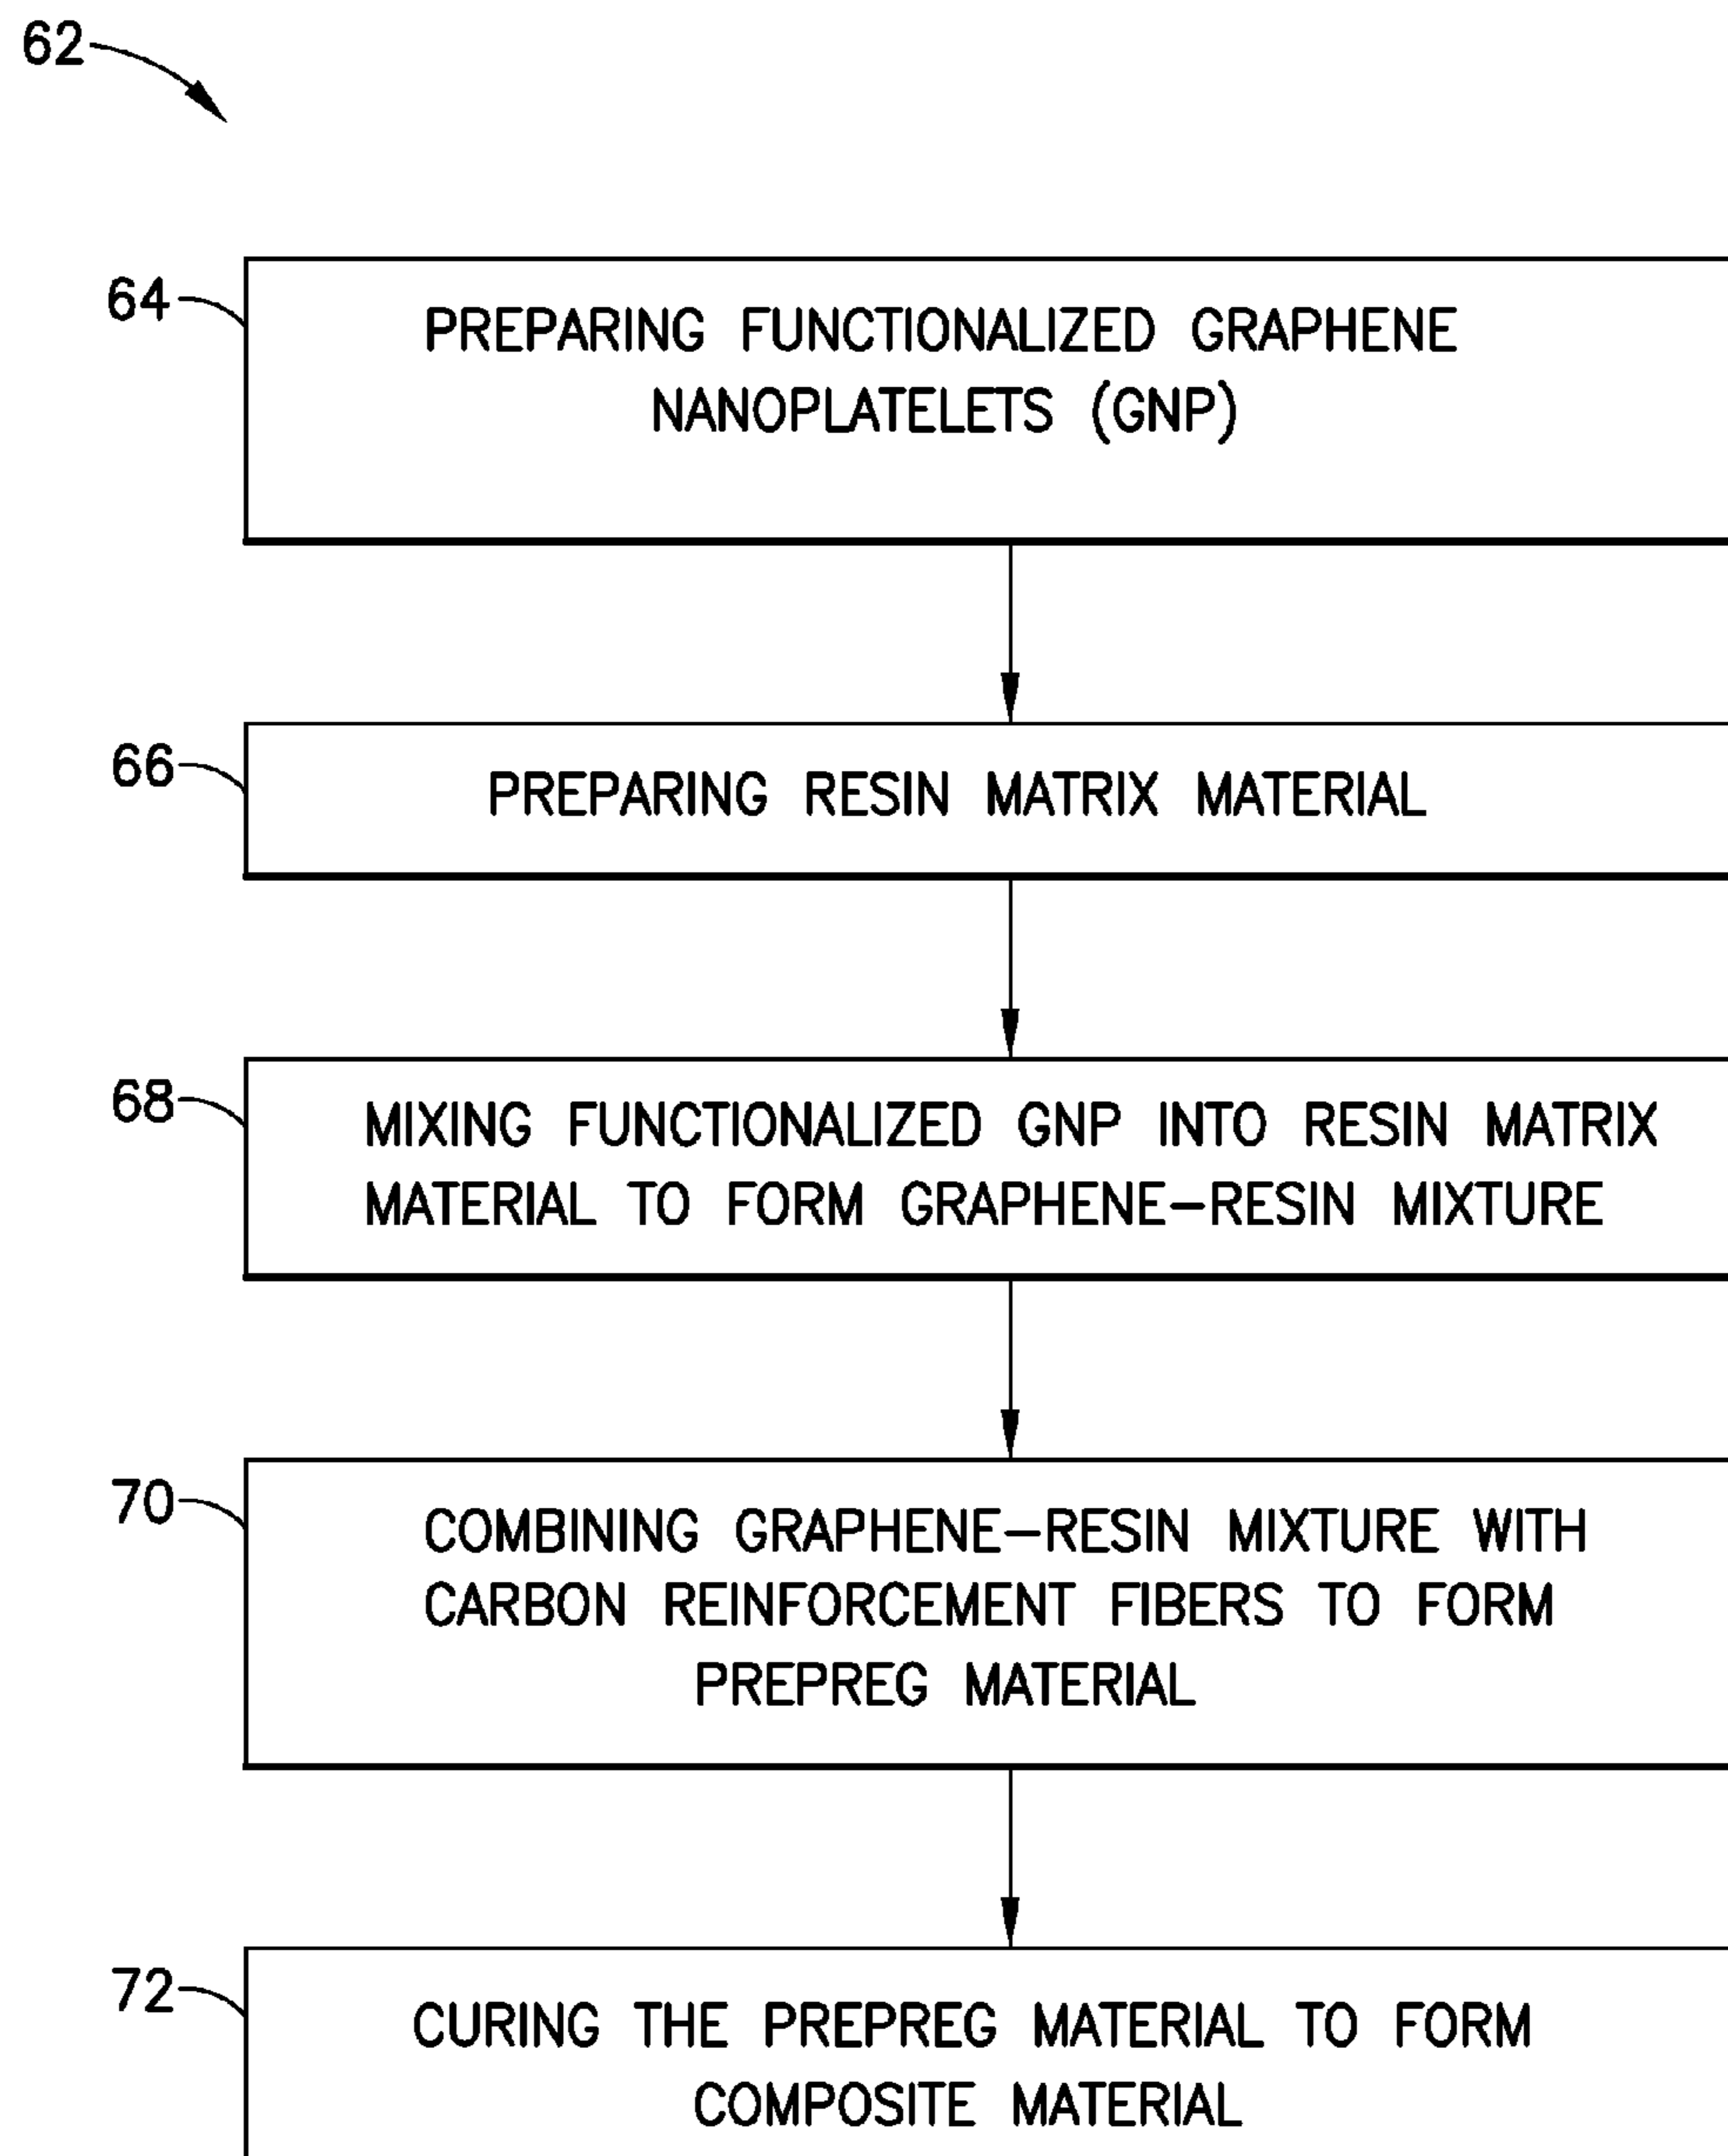 62
64
PREPARING FUNCTIONALIZED GRAPHENE
NANOPLATELETS (GNP)
66
PREPARING RESIN MATRIX MATERIAL
68
MIXING FUNCTIONALIZED GNP INTO RESIN MATRIX
MATERIAL TO FORM GRAPHENE–RESIN MIXTURE
70
COMBINING GRAPHENE–RESIN MIXTURE WITH
CARBON REINFORCEMENT FIBERS TO FORM
PREPREG MATERIAL
72
CURING THE PREPREG MATERIAL TO FORM
COMPOSITE MATERIAL